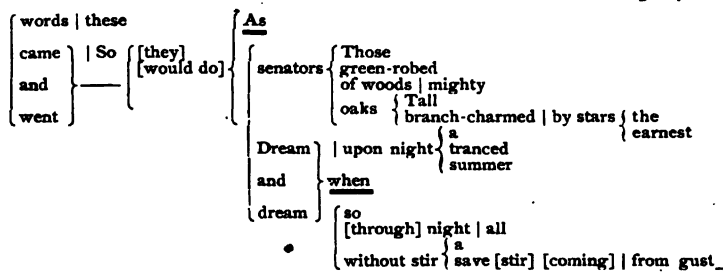 words | these
As
came | So [they]
[would do]
and
went
senators Those
green-robed
of woods | mighty
oaks Tall
branch-charmed | by stars the
earnest
Dream | upon night a
tranced
summer
and when
dream so
[through] night | all
without stir a
save [stir] [coming] | from gust